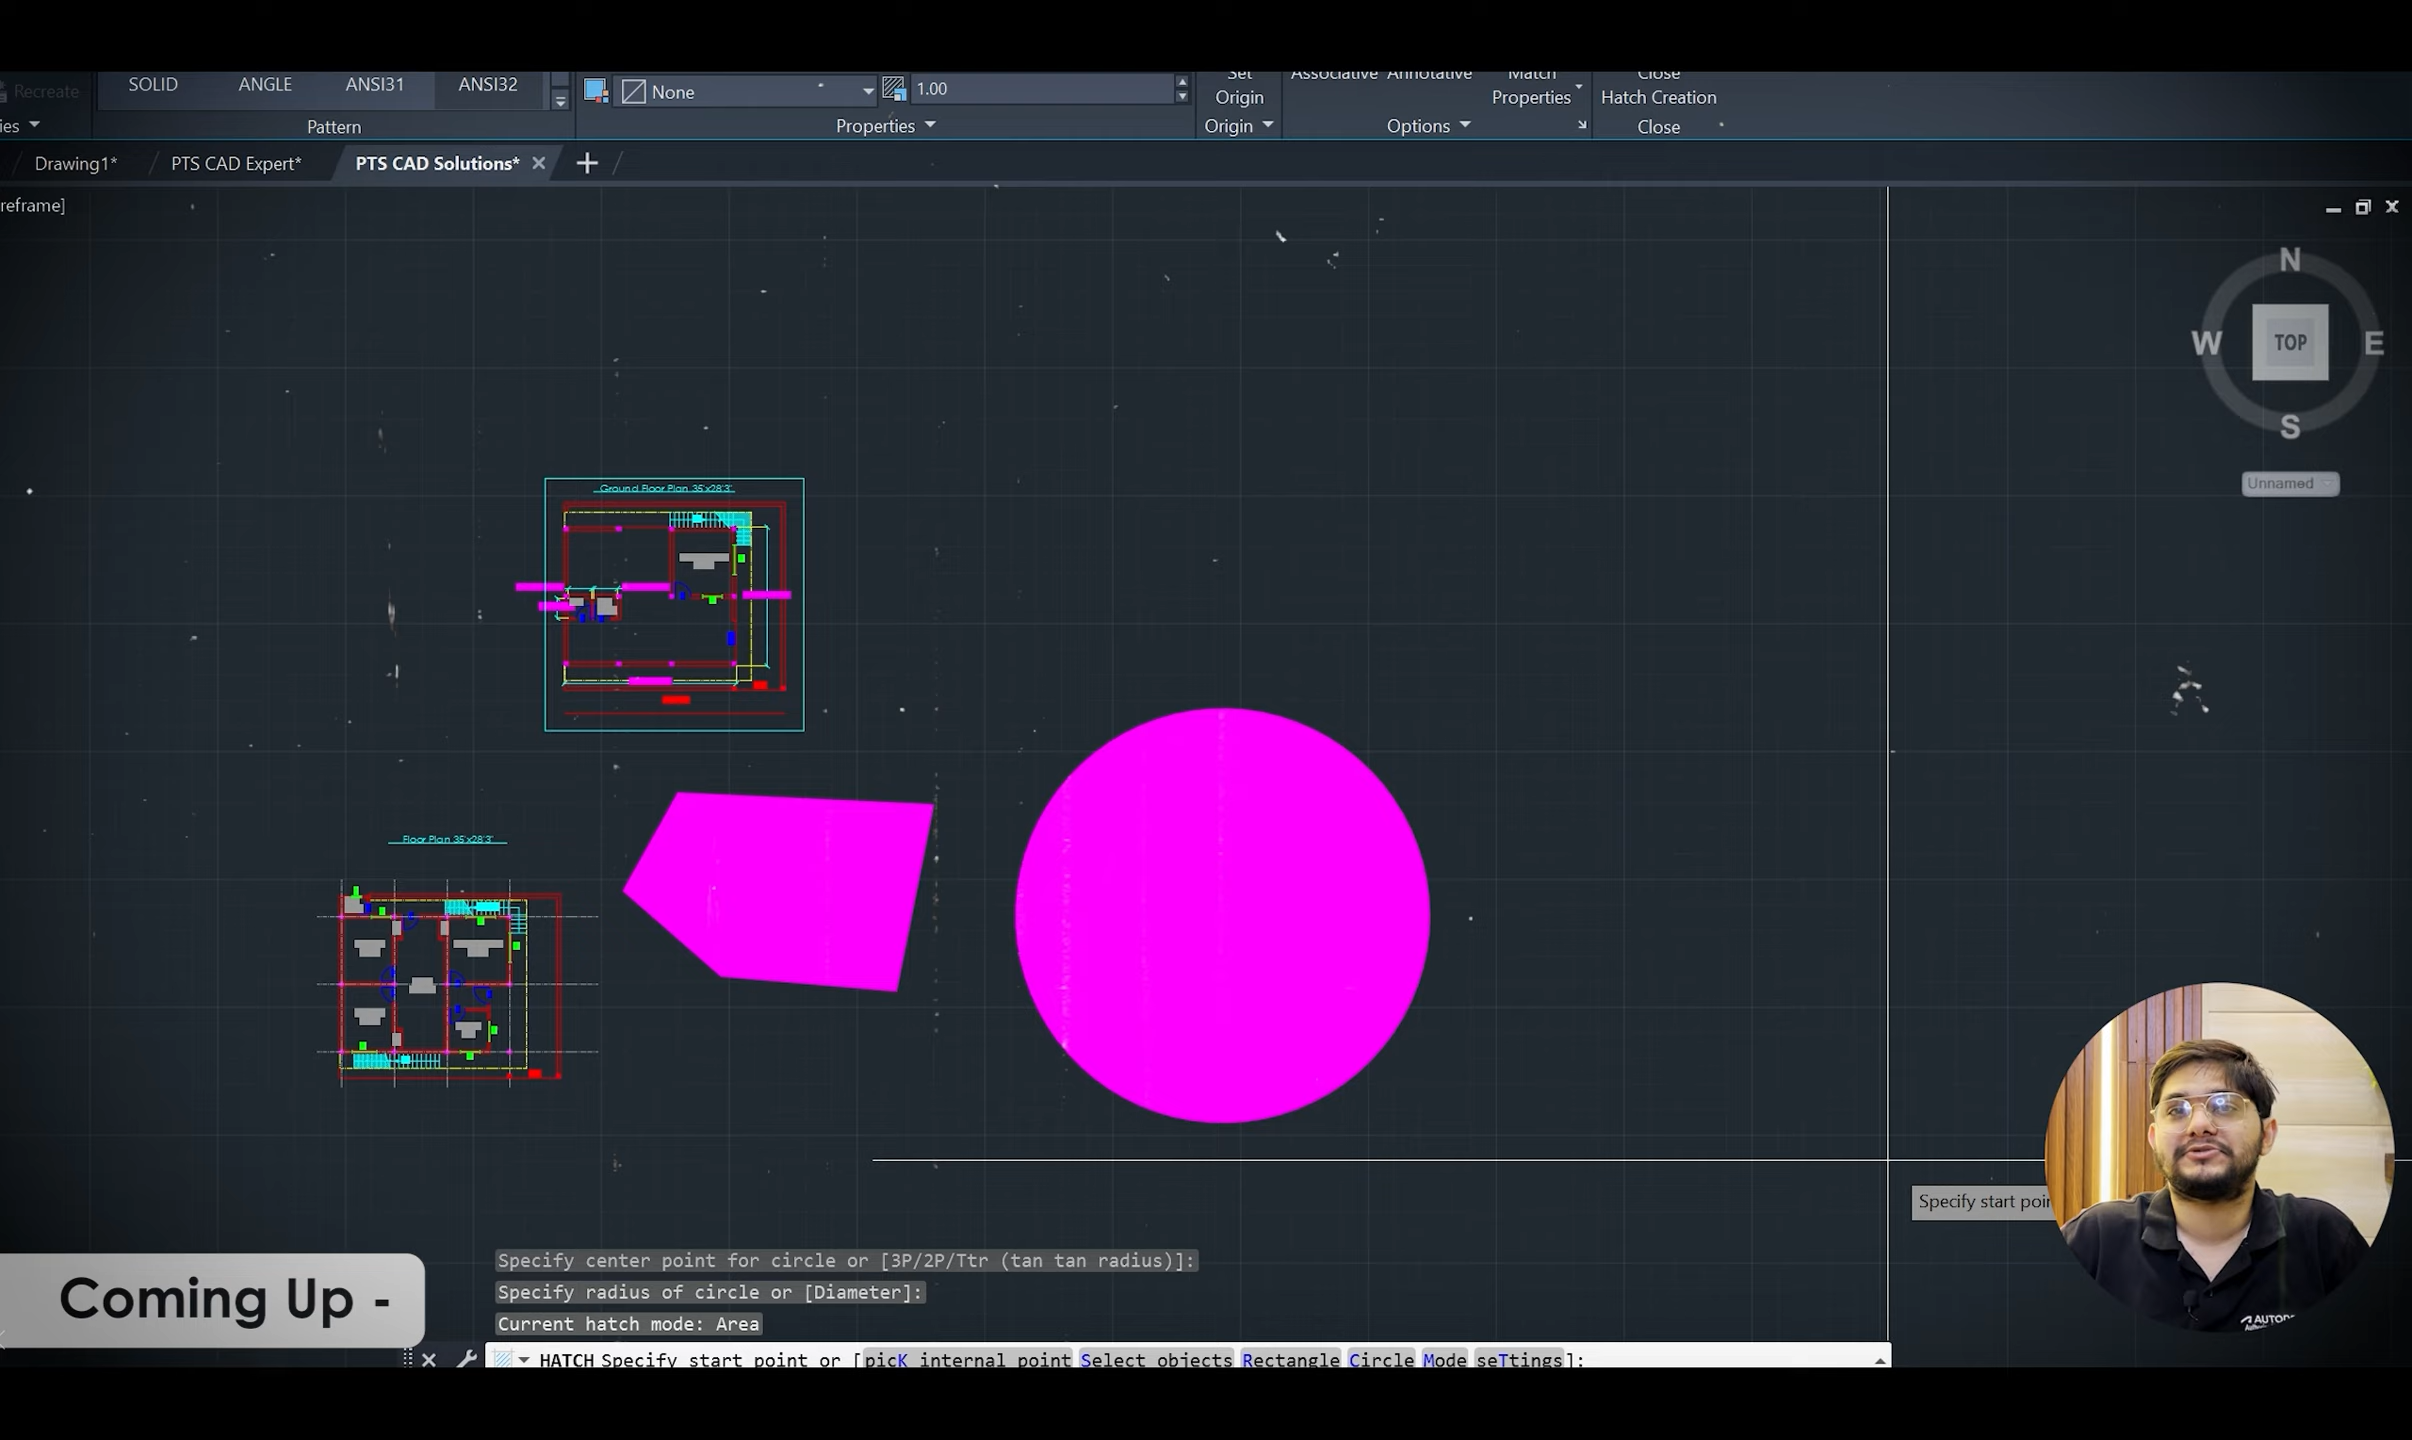 Recreate
SOLID ANGLE ANSI31 ANSI32
None
1.00
Set
Origin
Associative Annotative
Match
Properties
Close
Hatch Creation
ies Pattern Properties Origin Options Close
Drawing1* PTS CAD Expert* PTS CAD Solutions*
reframe]
N
W TOP E
S
Unnamed
Ground Floor Plan 35'x28'3"
Floor Plan 35'x28'3"
Specify start poin
Specify center point for circle or [3P/2P/Ttr (tan tan radius)]:
Specify radius of circle or [Diameter]:
Current hatch mode: Area
HATCH Specify start point or [picK internal point Select objects Rectangle Circle Mode seTtings]:
Coming Up -